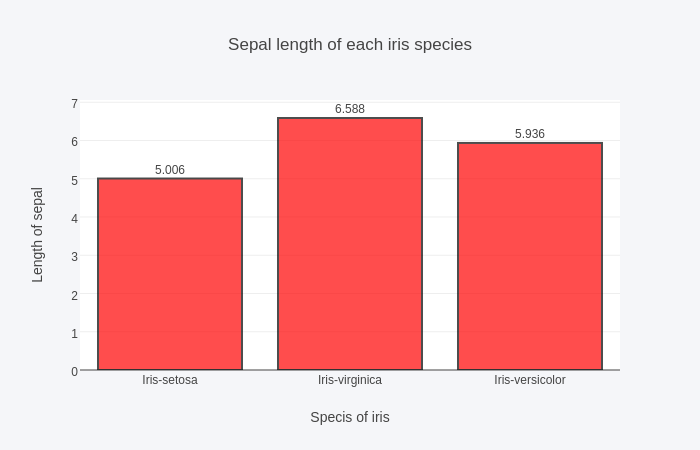 Sepal length of each iris species
Length of sepal
7
6
5
4
3
2
1
0
5.006
6.588
5.936
Iris-setosa
Iris-virginica
Iris-versicolor
Specis of iris